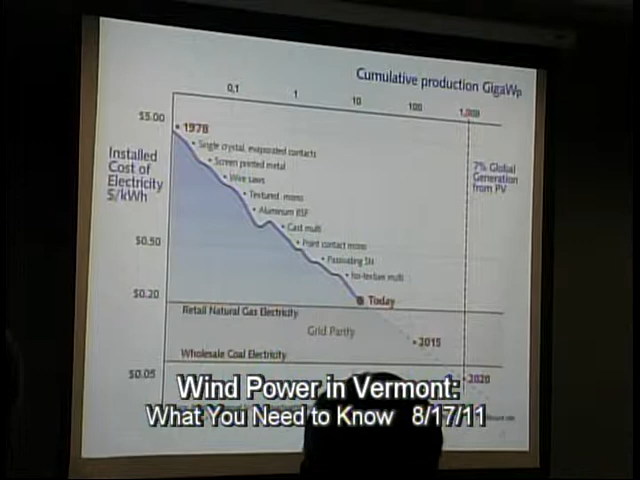 Cumulative production GigaWp
0.1
1
10
100
1,000
$5.00
1978
Installed
Cost of
Electricity
$/kWh
Single crystal, evaporated contacts
Screen printed metal
Wire saws
Textured mono
Aluminum BSF
Cast multi
Point contact mono
Passivating SN
Iso-texture multi
7% Global
Generation
from PV
$0.50
$0.20
Today
Retail Natural Gas Electricity
Grid Parity
2015
Wholesale Coal Electricity
$0.05
2020
Wind Power in Vermont:
What You Need to Know 8/17/11